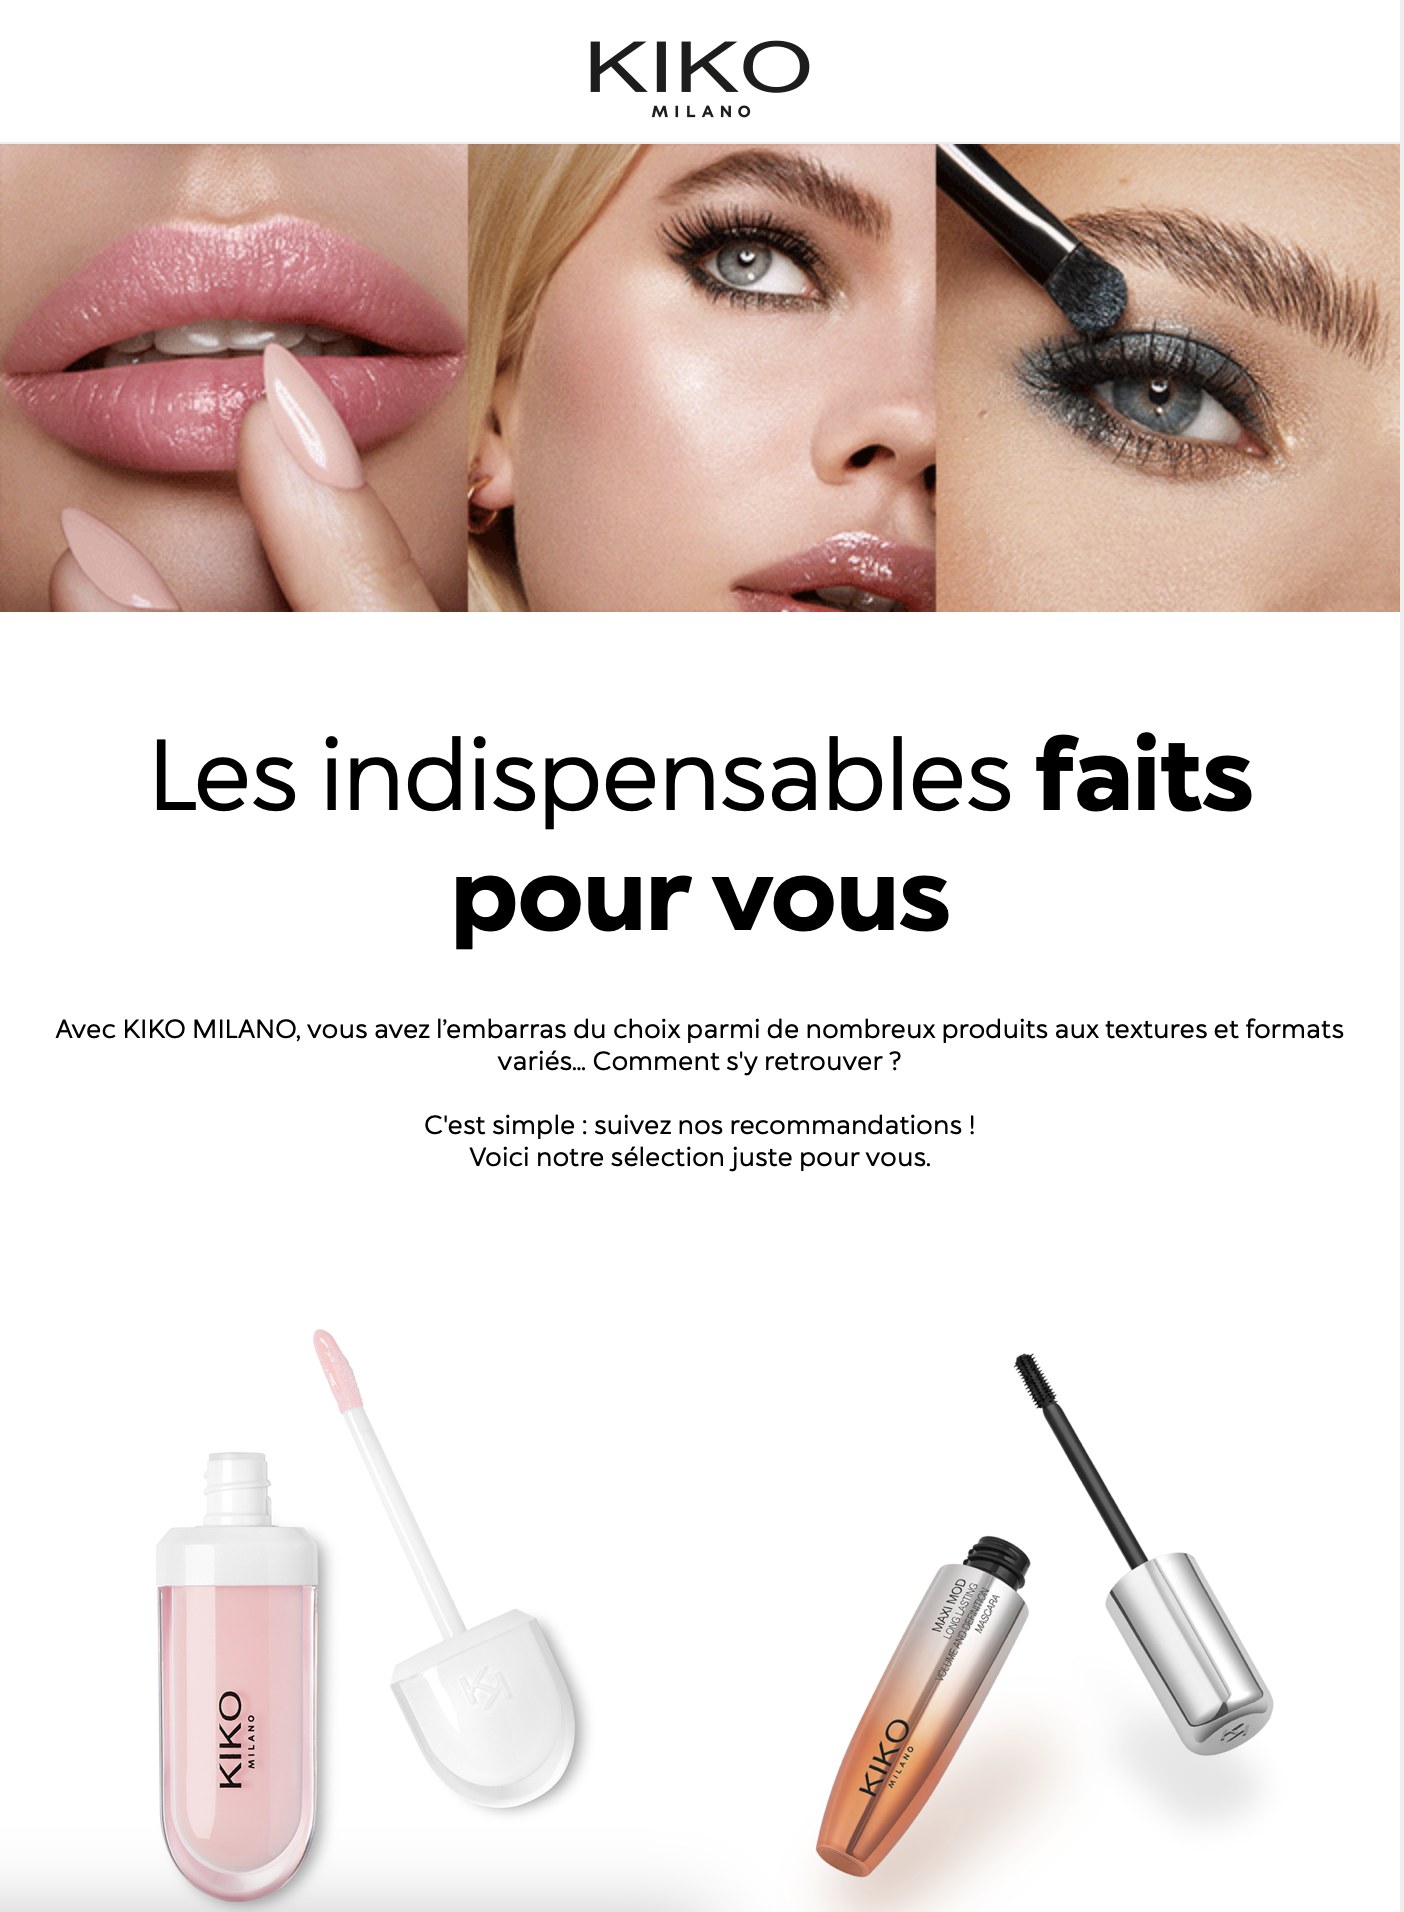 KIKO
MILANO
Les indispensables faits
pour vous
Avec KIKO MILANO, vous avez l’embarras du choix parmi de nombreux produits aux textures et formats
variés... Comment s'y retrouver ?
C'est simple : suivez nos recommandations !
Voici notre sélection juste pour vous.
KIKO
MILANO
MAXI MOD
LONG LASTING
VOLUME AND DEFINITION
MASCARA
KIKO
MILANO